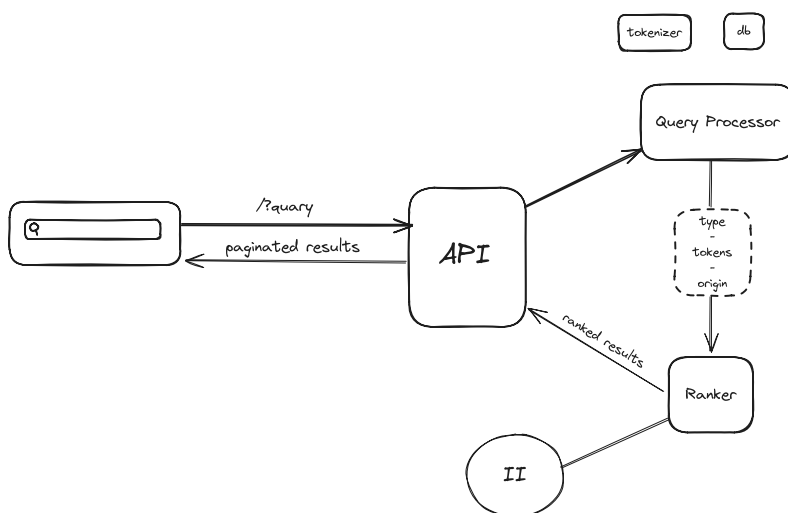 tokenizer
db
Query Processor
/?quary
type
-
tokens
-
origin
paginated results
API
ranked results
Ranker
II